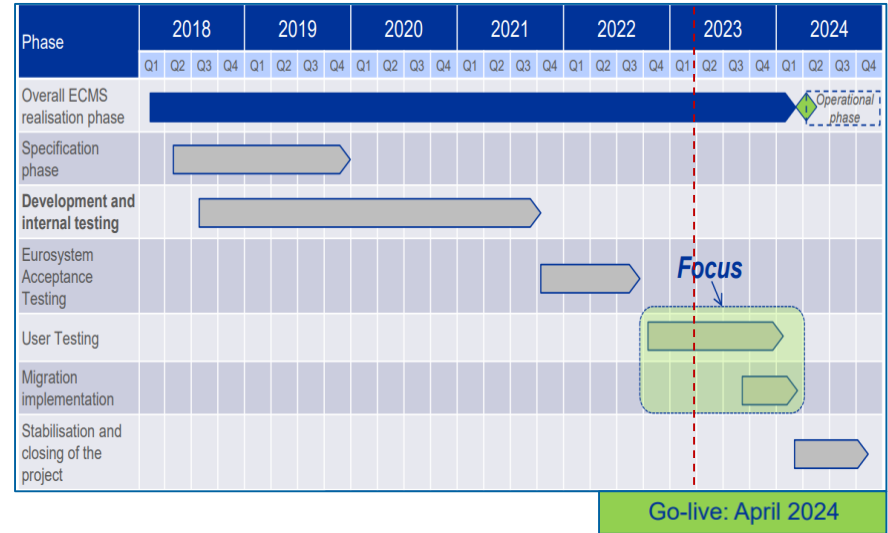 Phase
2018 2019 2020 2021 2022 2023 2024
Q1 Q2 Q3 Q4 Q1 Q2 Q3 Q4 Q1 Q2 Q3 Q4 Q1 Q2 Q3 Q4 Q1 Q2 Q3 Q4 Q1 Q2 Q3 Q4 Q1 Q2 Q3 Q4
Overall ECMS
realisation phase
Operational
phase
Specification
phase
Development and
internal testing
Eurosystem
Acceptance
Testing
Focus
User Testing
Migration
implementation
Stabilisation and
closing of the
project
Go-live: April 2024